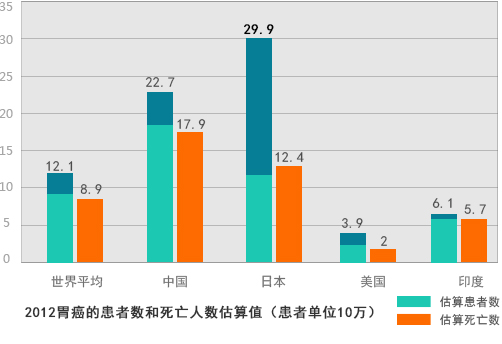 35
30
25
20
15
10
5
0
12.1
8.9
22.7
17.9
29.9
12.4
3.9
2
6.1
5.7
世界平均
中国
日本
美国
印度
2012胃癌的患者数和死亡人数估算值（患者单位10万）
估算患者数
估算死亡数